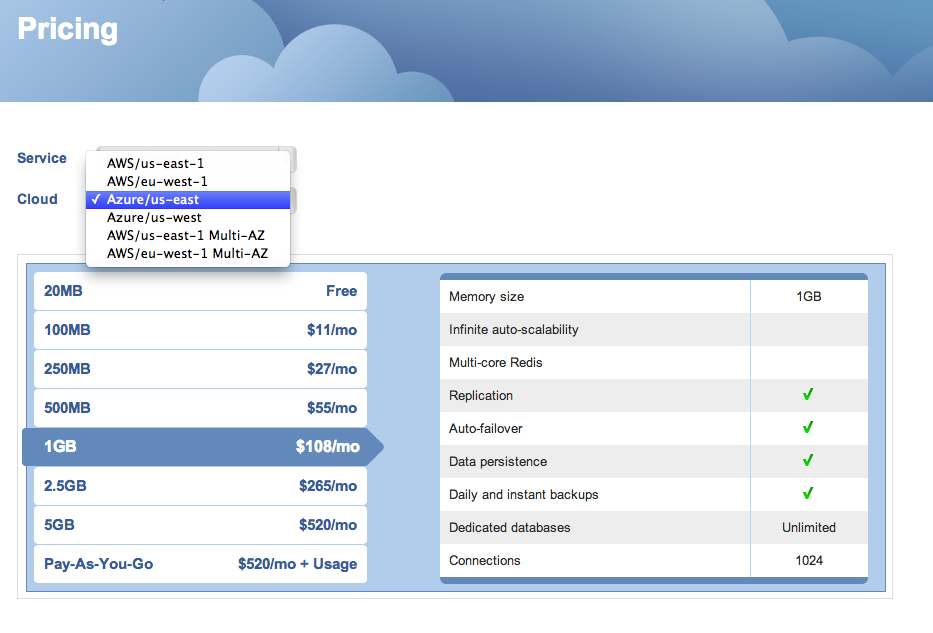 Pricing
Service
Cloud
AWS/us-east-1
AWS/eu-west-1
✓ Azure/us-east
Azure/us-west
AWS/us-east-1 Multi-AZ
AWS/eu-west-1 Multi-AZ
20MB Free
100MB $11/mo
250MB $27/mo
500MB $55/mo
1GB $108/mo
2.5GB $265/mo
5GB $520/mo
Pay-As-You-Go $520/mo + Usage
Memory size 1GB
Infinite auto-scalability
Multi-core Redis
Replication ✓
Auto-failover ✓
Data persistence ✓
Daily and instant backups ✓
Dedicated databases Unlimited
Connections 1024